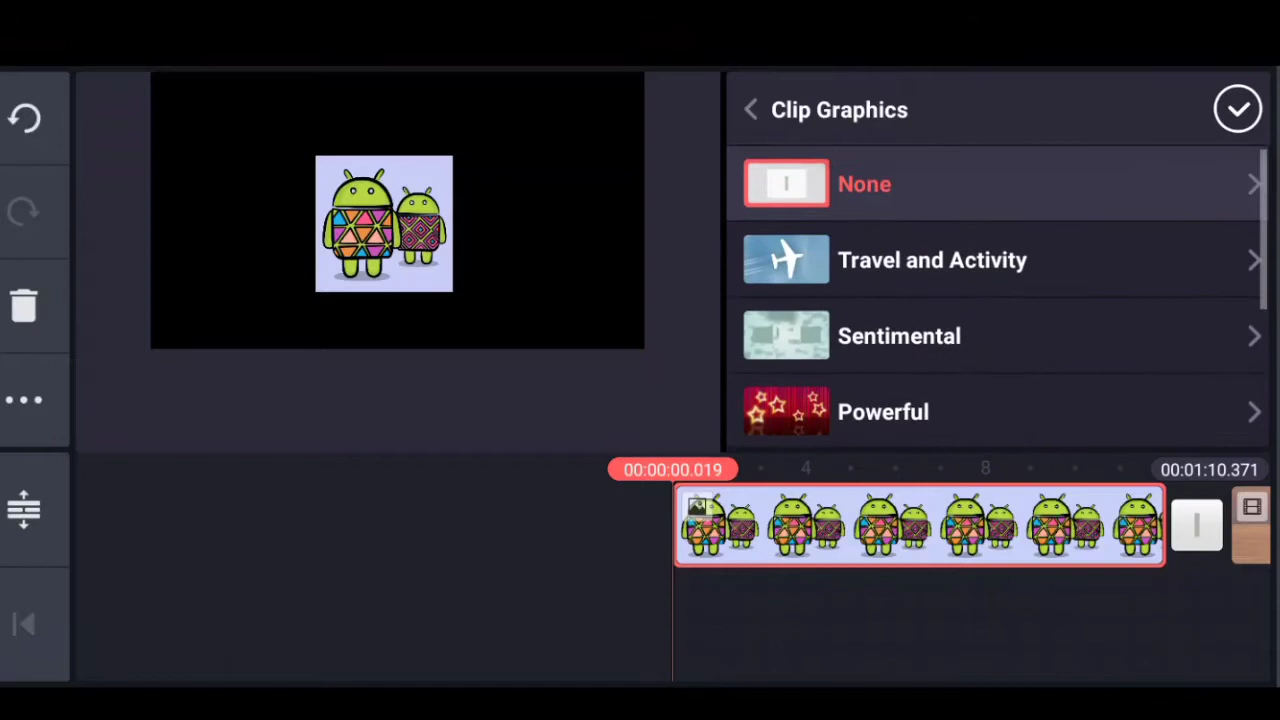 Clip Graphics
None
Travel and Activity
Sentimental
Powerful
00:00:00.019
4
8
00:01:10.371